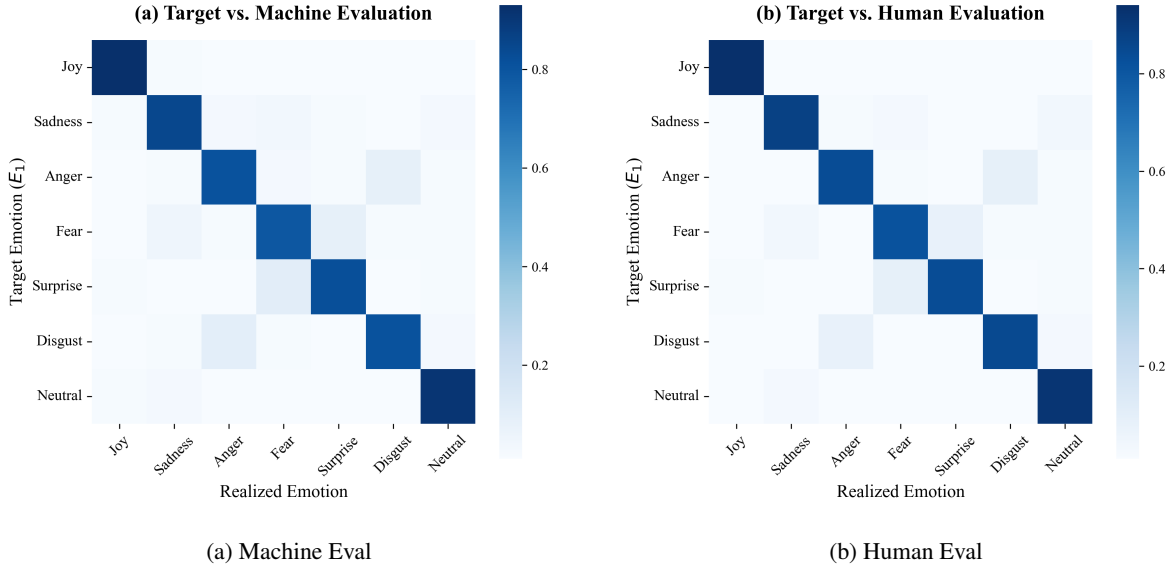 (a) Target vs. Machine Evaluation
Target Emotion (E₁)
Joy
Sadness
Anger
Fear
Surprise
Disgust
Neutral
Joy
Sadness
Anger
Fear
Surprise
Disgust
Neutral
Realized Emotion
0.8
0.6
0.4
0.2
(a) Machine Eval
(b) Target vs. Human Evaluation
Target Emotion (E₁)
Joy
Sadness
Anger
Fear
Surprise
Disgust
Neutral
Joy
Sadness
Anger
Fear
Surprise
Disgust
Neutral
Realized Emotion
0.8
0.6
0.4
0.2
(b) Human Eval